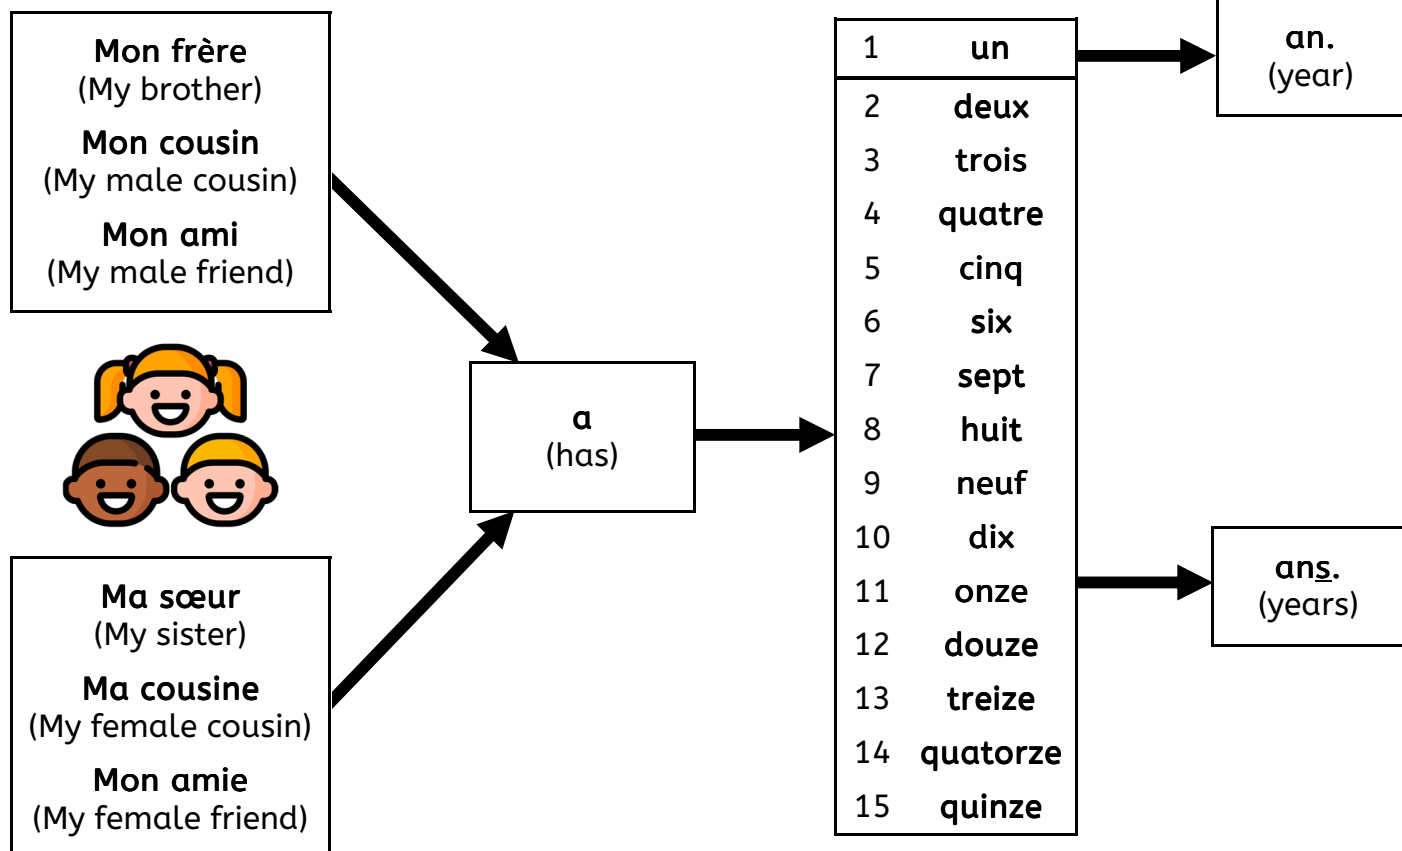 Mon frère
(My brother)
Mon cousin
(My male cousin)
Mon ami
(My male friend)
Ma sœur
(My sister)
Ma cousine
(My female cousin)
Mon amie
(My female friend)
a
(has)
1 un
2 deux
3 trois
4 quatre
5 cinq
6 six
7 sept
8 huit
9 neuf
10 dix
11 onze
12 douze
13 treize
14 quatorze
15 quinze
an.
(year)
ans.
(years)